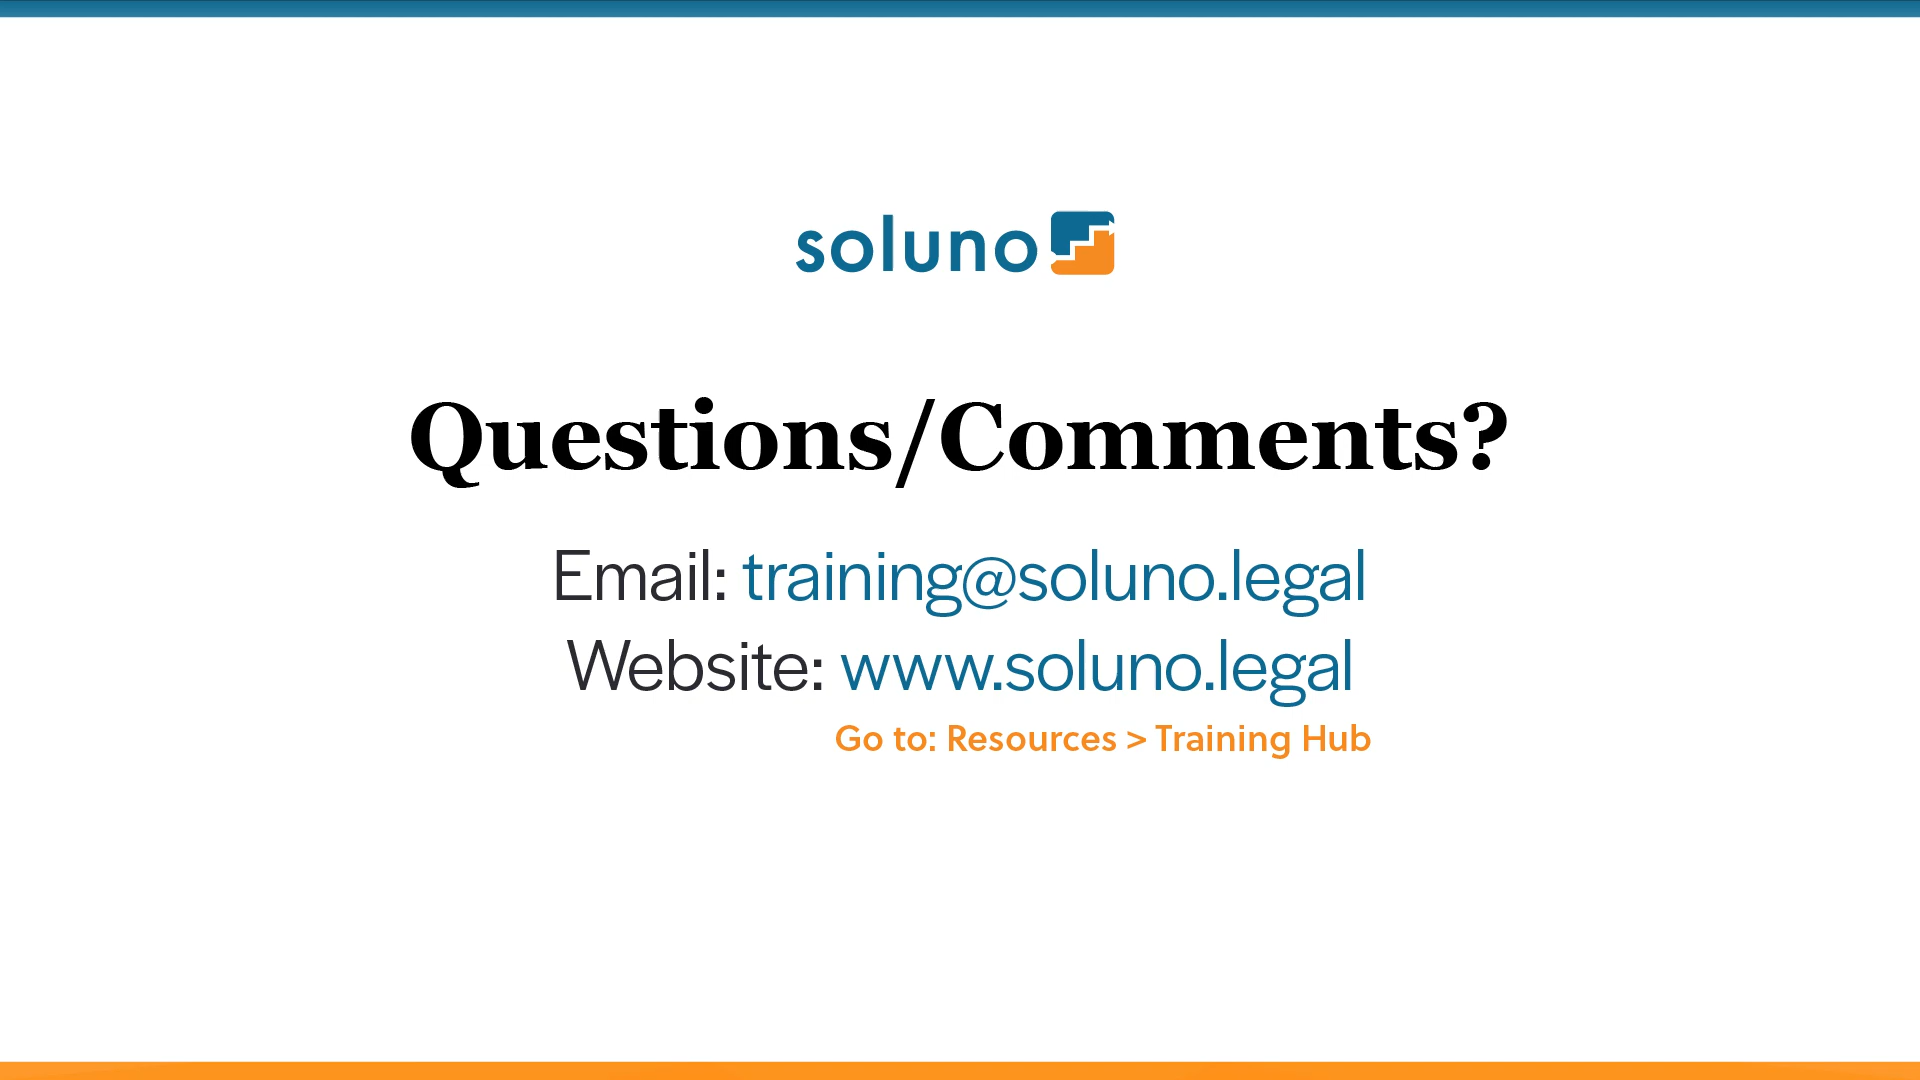 soluno
Questions/Comments?
Email: training@soluno.legal
Website: www.soluno.legal
Go to: Resources > Training Hub